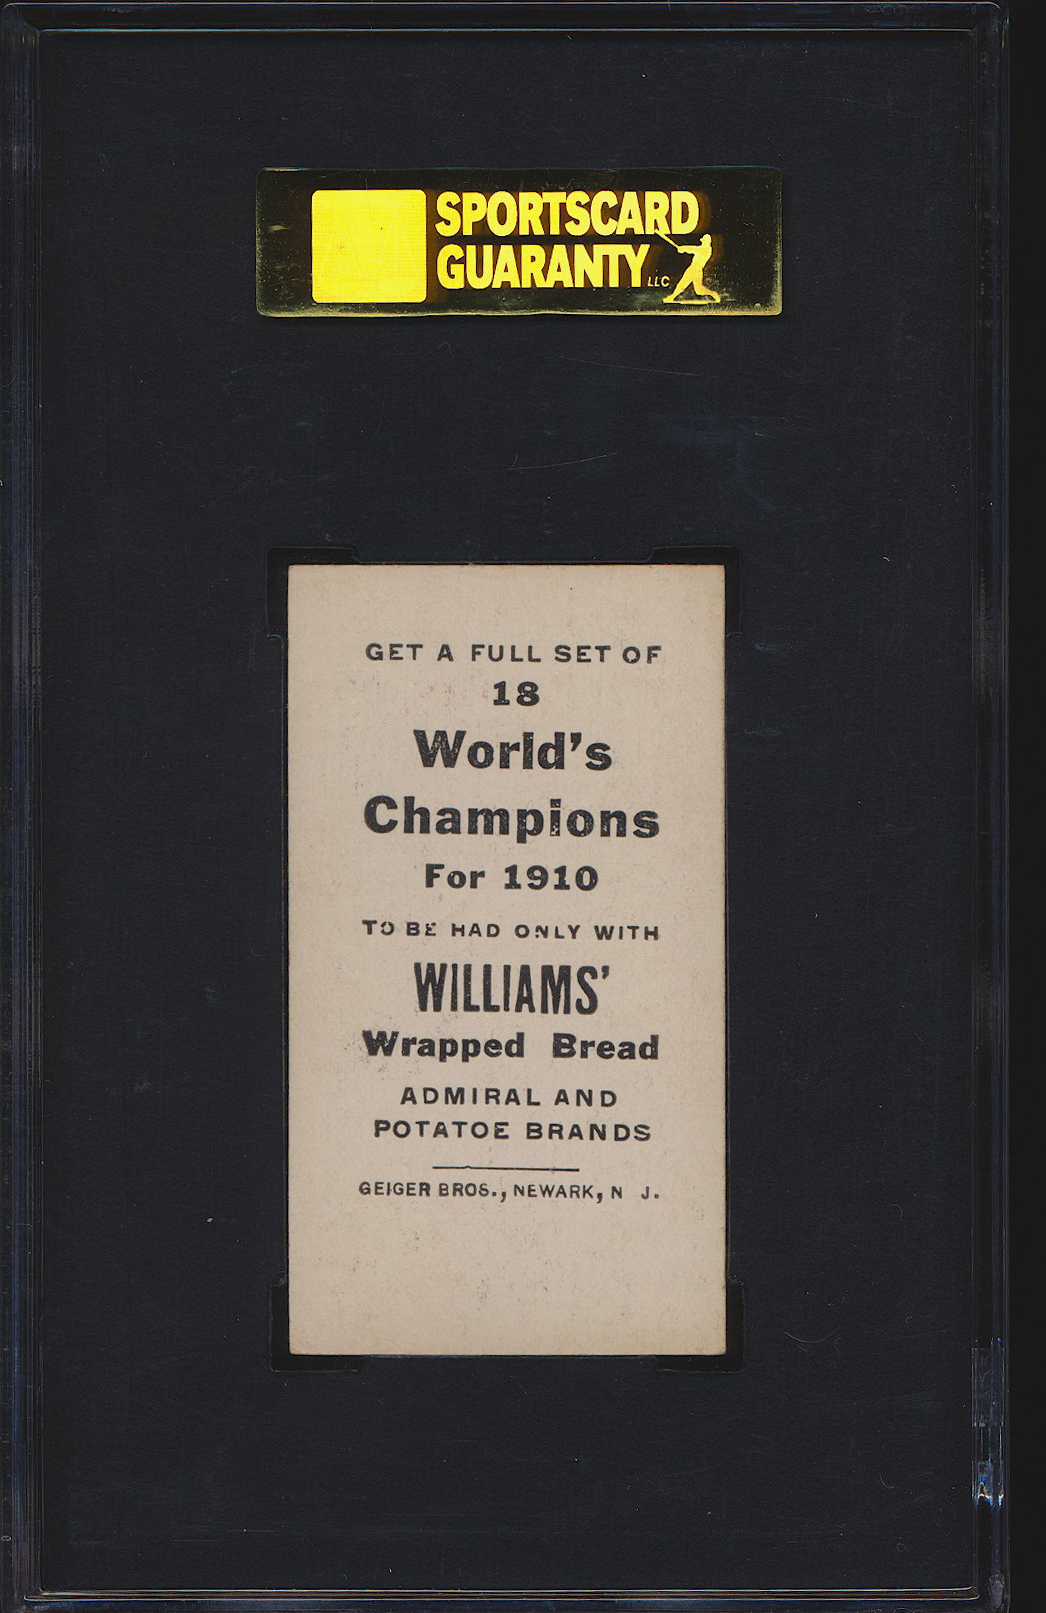 SPORTSCARD
GUARANTY LLC
GET A FULL SET OF
18
World's
Champions
For 1910
TO BE HAD ONLY WITH
WILLIAMS'
Wrapped Bread
ADMIRAL AND
POTATOE BRANDS
GEIGER BROS., NEWARK, N J.